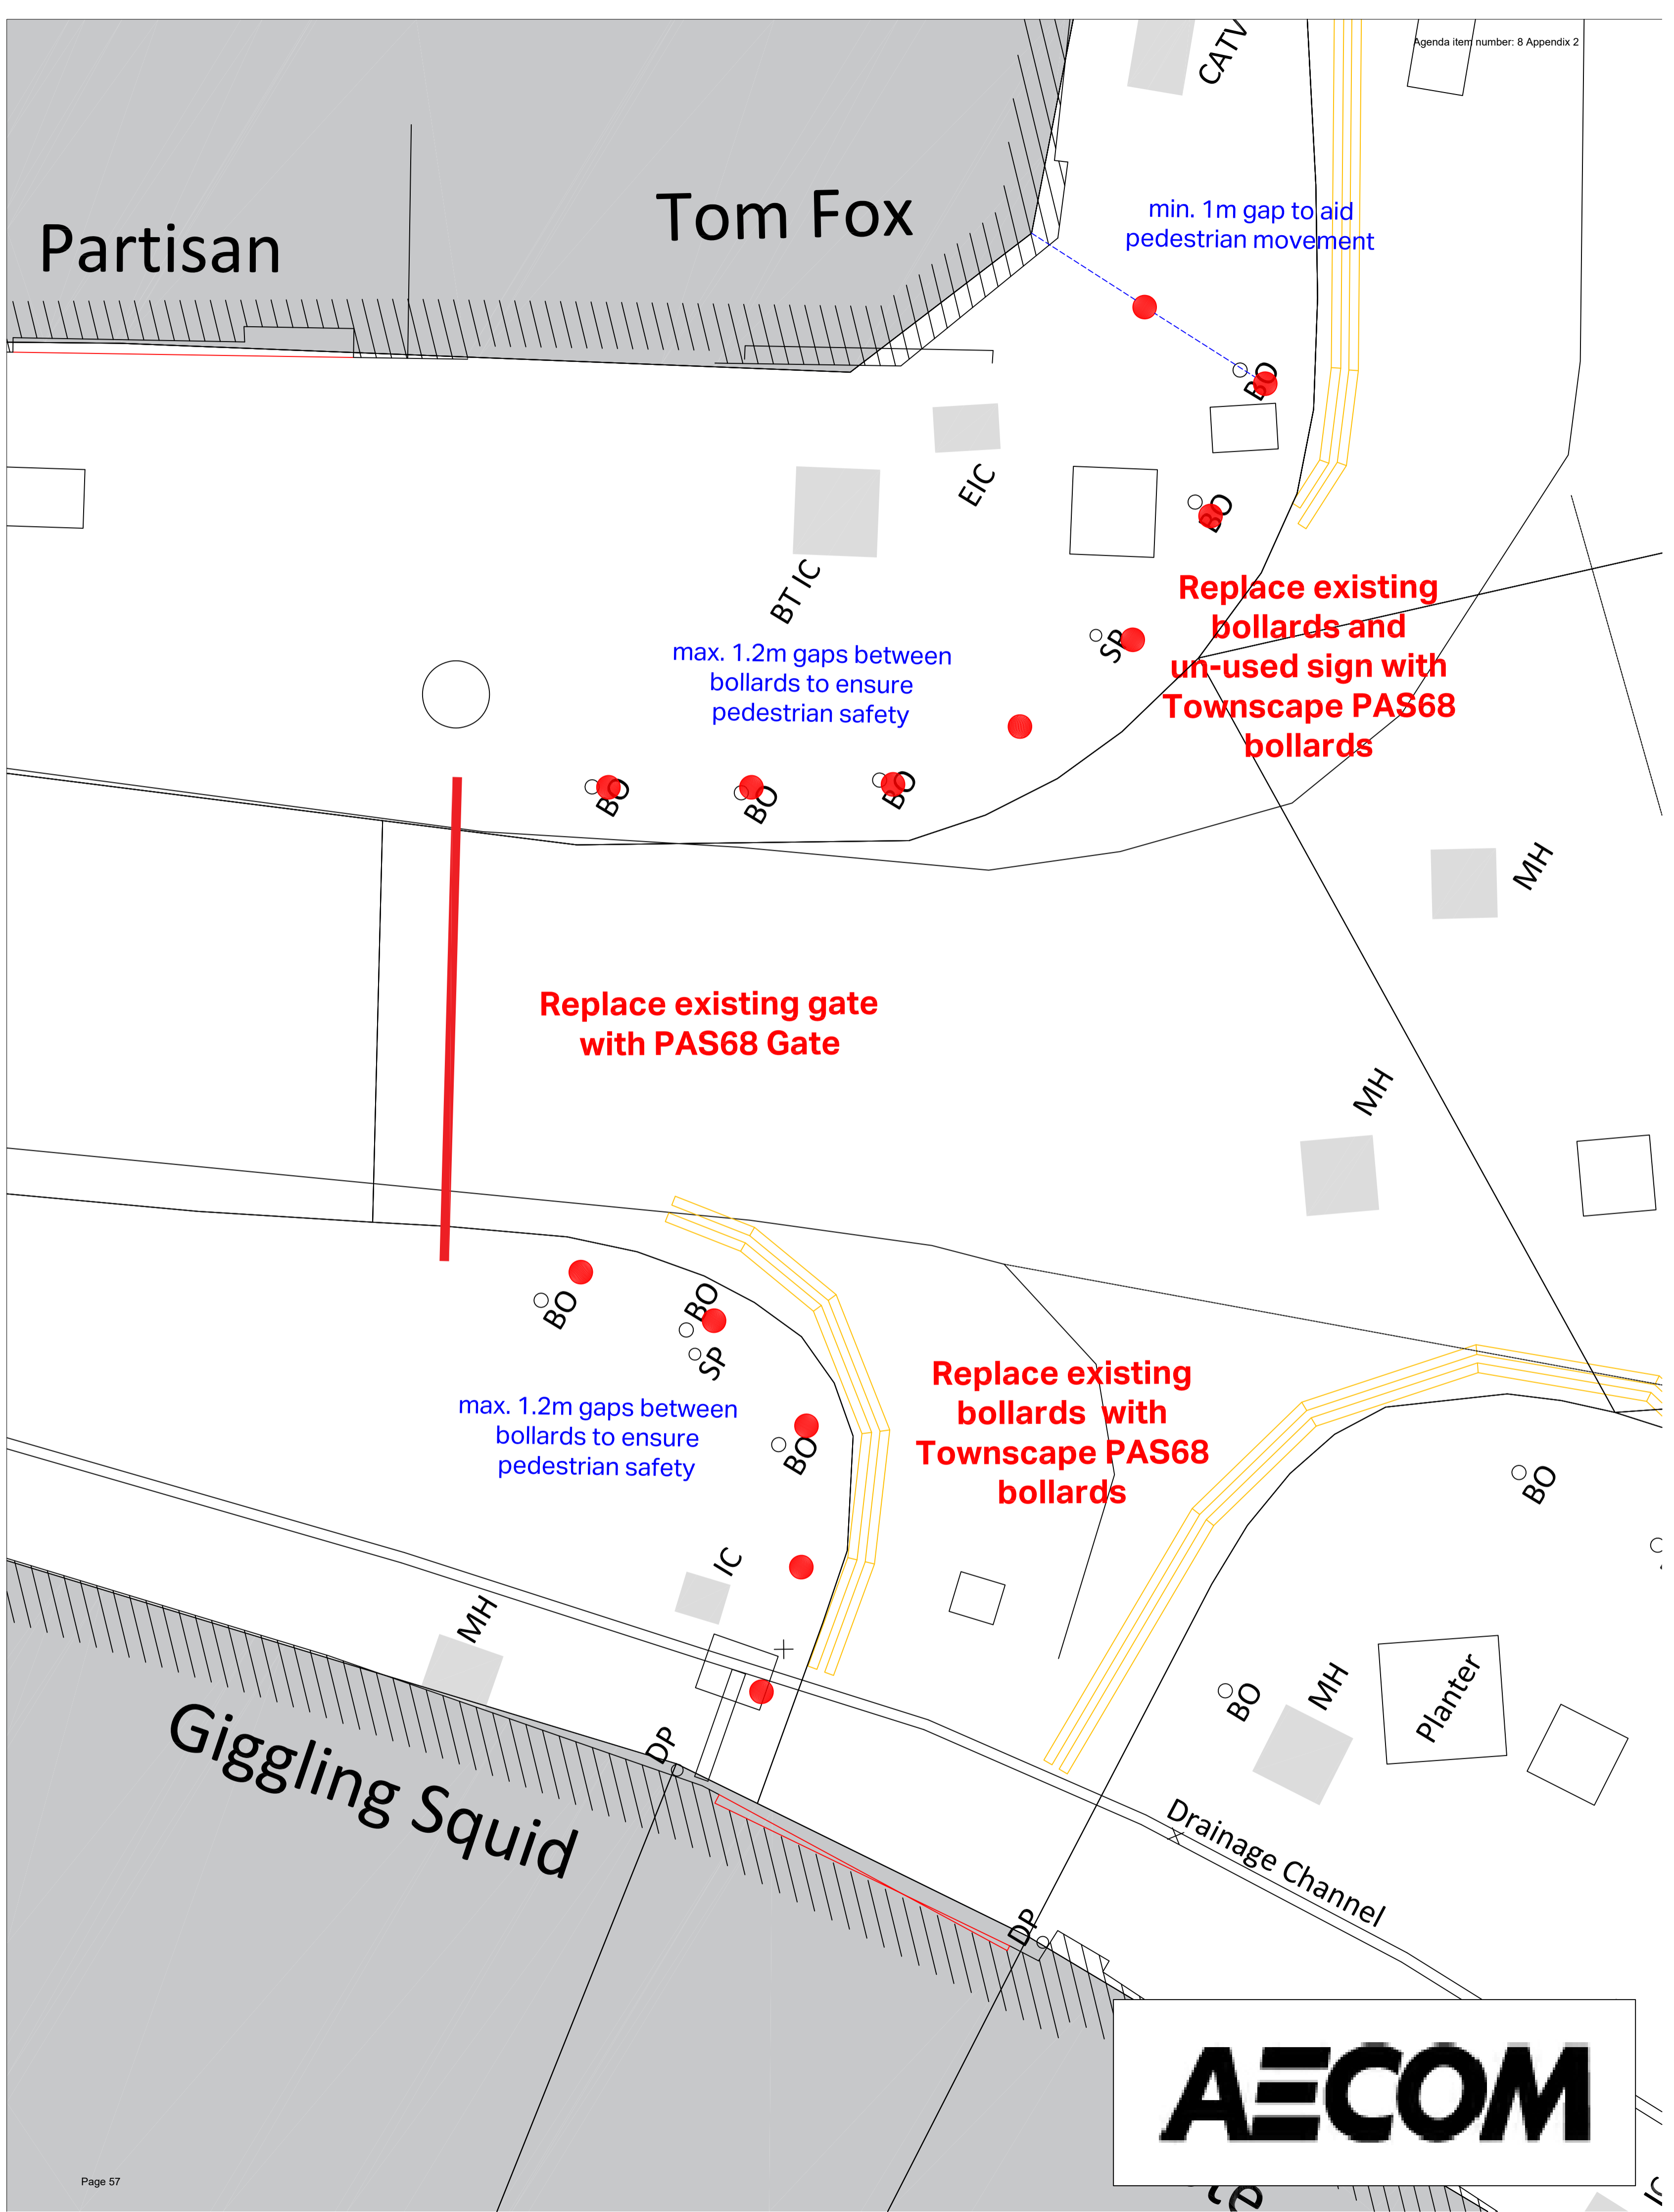 Agenda item number: 8 Appendix 2
CATV
Partisan
Tom Fox
min. 1m gap to aid
pedestrian movement
BO
EIC
BO
BT IC
SP
Replace existing
bollards and
un-used sign with
Townscape PAS68
bollards
max. 1.2m gaps between
bollards to ensure
pedestrian safety
BO
BO
BO
MH
Replace existing gate
with PAS68 Gate
MH
BO
BO
SP
max. 1.2m gaps between
bollards to ensure
pedestrian safety
BO
Replace existing
bollards with
Townscape PAS68
bollards
BO
IC
MH
BO
MH
Planter
DP
Giggling Squid
Drainage Channel
DP
AECOM
Page 57